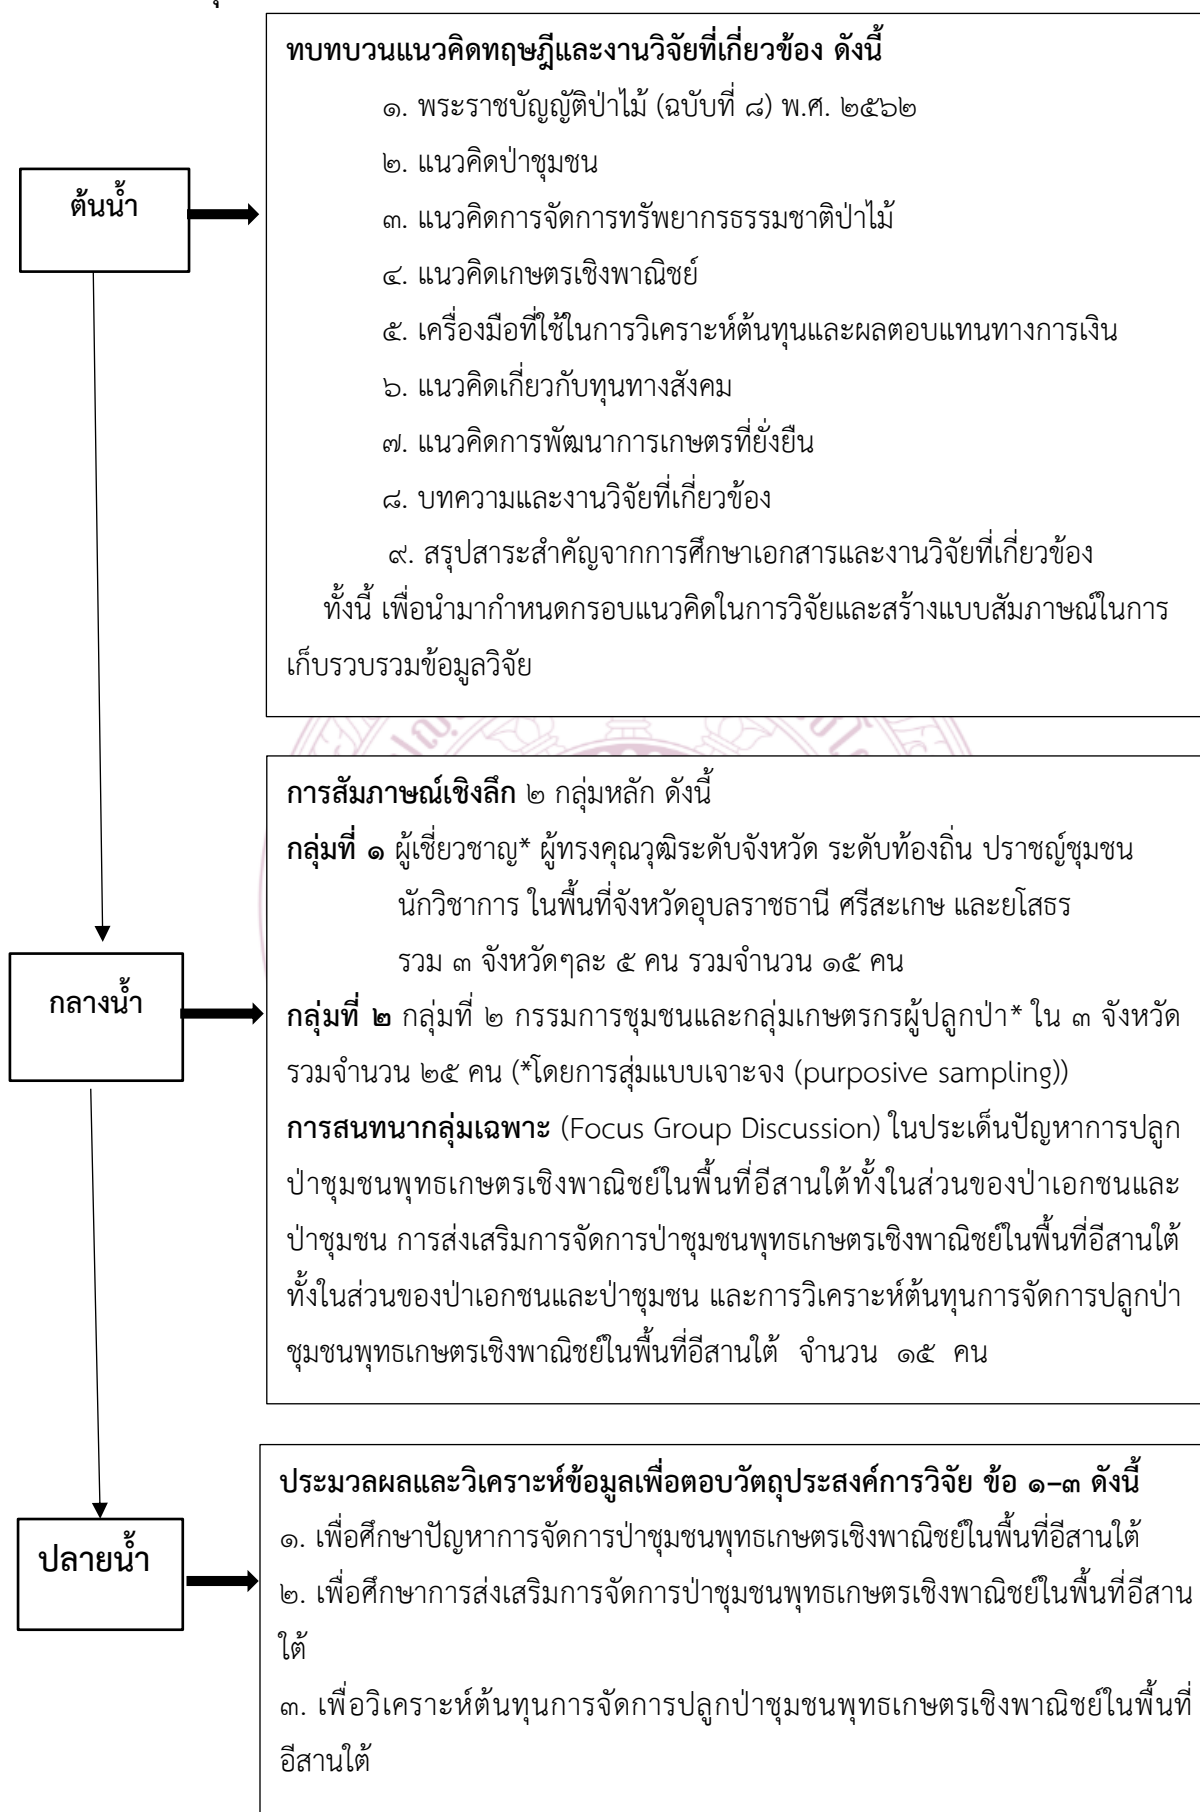 ทบทบวนแนวคิดทฤษฎีและงานวิจัยที่เกี่ยวข้อง ดังนี้
๑. พระราชบัญญัติป่าไม้ (ฉบับที่ ๘) พ.ศ. ๒๕๖๒
๒. แนวคิดป่าชุมชน
ต้นน้ำ
๓. แนวคิดการจัดการทรัพยากรธรรมชาติป่าไม้
๔. แนวคิดเกษตรเชิงพาณิชย์
๕. เครื่องมือที่ใช้ในการวิเคราะห์ต้นทุนและผลตอบแทนทางการเงิน
๖. แนวคิดเกี่ยวกับทุนทางสังคม
๗. แนวคิดการพัฒนาการเกษตรที่ยั่งยืน
๘. บทความและงานวิจัยที่เกี่ยวข้อง
๙. สรุปสาระสำคัญจากการศึกษาเอกสารและงานวิจัยที่เกี่ยวข้อง
ทั้งนี้ เพื่อนำมากำหนดกรอบแนวคิดในการวิจัยและสร้างแบบสัมภาษณ์ในการ
เก็บรวบรวมข้อมูลวิจัย
การสัมภาษณ์เชิงลึก ๒ กลุ่มหลัก ดังนี้
กลุ่มที่ ๑ ผู้เชี่ยวชาญ* ผู้ทรงคุณวุฒิระดับจังหวัด ระดับท้องถิ่น ปราชญ์ชุมชน
นักวิชาการ ในพื้นที่จังหวัดอุบลราชธานี ศรีสะเกษ และยโสธร
รวม ๓ จังหวัดๆละ ๕ คน รวมจำนวน ๑๕ คน
กลางน้ำ
กลุ่มที่ ๒ กลุ่มที่ ๒ กรรมการชุมชนและกลุ่มเกษตรกรผู้ปลูกป่า* ใน ๓ จังหวัด
รวมจำนวน ๒๕ คน (*โดยการสุ่มแบบเจาะจง (purposive sampling))
การสนทนากลุ่มเฉพาะ (Focus Group Discussion) ในประเด็นปัญหาการปลูก
ป่าชุมชนพุทธเกษตรเชิงพาณิชย์ในพื้นที่อีสานใต้ทั้งในส่วนของป่าเอกชนและ
ป่าชุมชน การส่งเสริมการจัดการป่าชุมชนพุทธเกษตรเชิงพาณิชย์ในพื้นที่อีสานใต้
ทั้งในส่วนของป่าเอกชนและป่าชุมชน และการวิเคราะห์ต้นทุนการจัดการปลูกป่า
ชุมชนพุทธเกษตรเชิงพาณิชย์ในพื้นที่อีสานใต้ จำนวน ๑๕ คน
ประมวลผลและวิเคราะห์ข้อมูลเพื่อตอบวัตถุประสงค์การวิจัย ข้อ ๑–๓ ดังนี้
๑. เพื่อศึกษาปัญหาการจัดการป่าชุมชนพุทธเกษตรเชิงพาณิชย์ในพื้นที่อีสานใต้
ปลายน้ำ
๒. เพื่อศึกษาการส่งเสริมการจัดการป่าชุมชนพุทธเกษตรเชิงพาณิชย์ในพื้นที่อีสาน
ใต้
๓. เพื่อวิเคราะห์ต้นทุนการจัดการปลูกป่าชุมชนพุทธเกษตรเชิงพาณิชย์ในพื้นที่
อีสานใต้